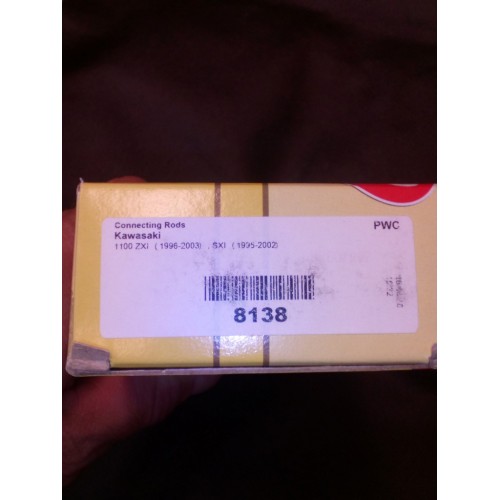 Connecting Rods
PWC
Kawasaki
1100 ZXI (1996-2003) , SXI (1995-2002)
8138